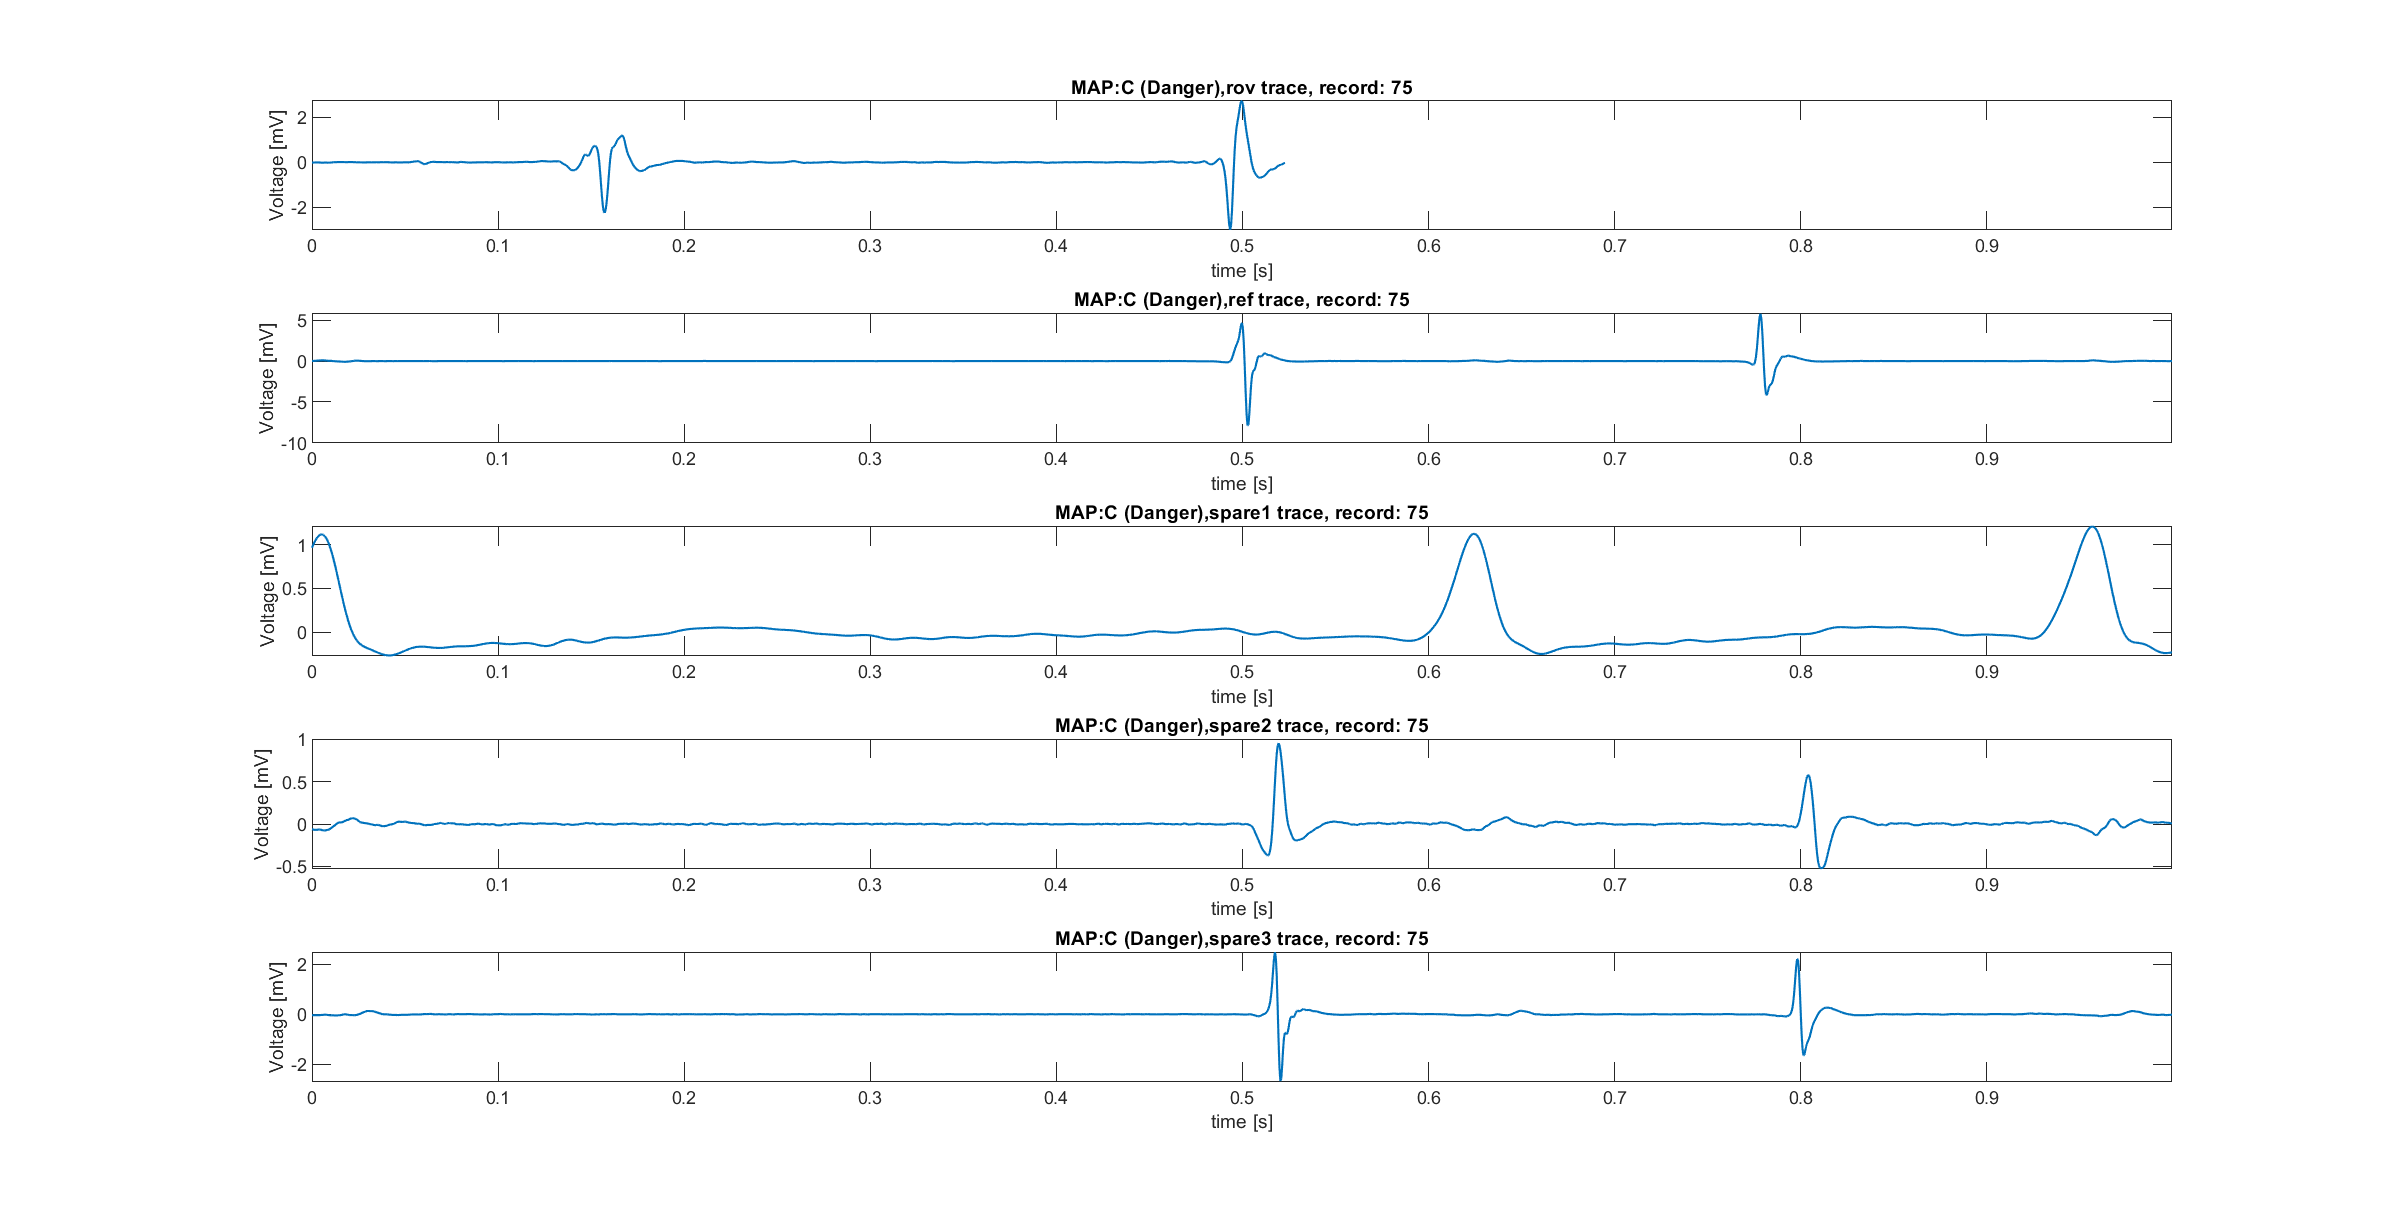 MAP:C (Danger),rov trace, record: 75
Voltage [mV]
2
0
-2
0 0.1 0.2 0.3 0.4 0.5 0.6 0.7 0.8 0.9
time [s]
MAP:C (Danger),ref trace, record: 75
Voltage [mV]
5
0
-5
-10
0 0.1 0.2 0.3 0.4 0.5 0.6 0.7 0.8 0.9
time [s]
MAP:C (Danger),spare1 trace, record: 75
Voltage [mV]
1
0.5
0
0 0.1 0.2 0.3 0.4 0.5 0.6 0.7 0.8 0.9
time [s]
MAP:C (Danger),spare2 trace, record: 75
Voltage [mV]
1
0.5
0
-0.5
0 0.1 0.2 0.3 0.4 0.5 0.6 0.7 0.8 0.9
time [s]
MAP:C (Danger),spare3 trace, record: 75
Voltage [mV]
2
0
-2
0 0.1 0.2 0.3 0.4 0.5 0.6 0.7 0.8 0.9
time [s]